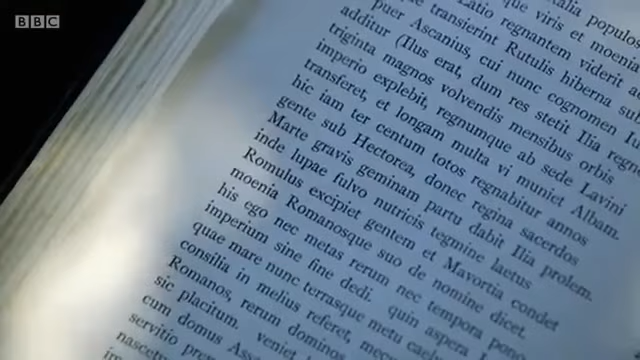 BBC
Latio regnantem viderit
que transierint Rutulis hiberna
puer Ascanius, cui nunc cognomen
additur (Ilus erat, dum res stetit Ilia
triginta magnos volvendis mensibus orbis
imperio explebit, regnumque ab sede Lavini
transferet, et longam multa vi muniet Albam.
hic iam ter centum totos regnabitur annos
gente sub Hectorea, donec regina sacerdos
Marte gravis geminam partu dabit Ilia prolem.
inde lupae fulvo nutricis tegmine laetus
Romulus excipiet gentem et Mavortia condet
moenia Romanosque suo de nomine dicet.
his ego nec metas rerum nec tempora pono:
imperium sine fine dedi. quin aspera
quae mare nunc terrasque metu
consilia in melius referet,
Romanos, rerum dominos
sic placitum. veniet
cum domus
servitio